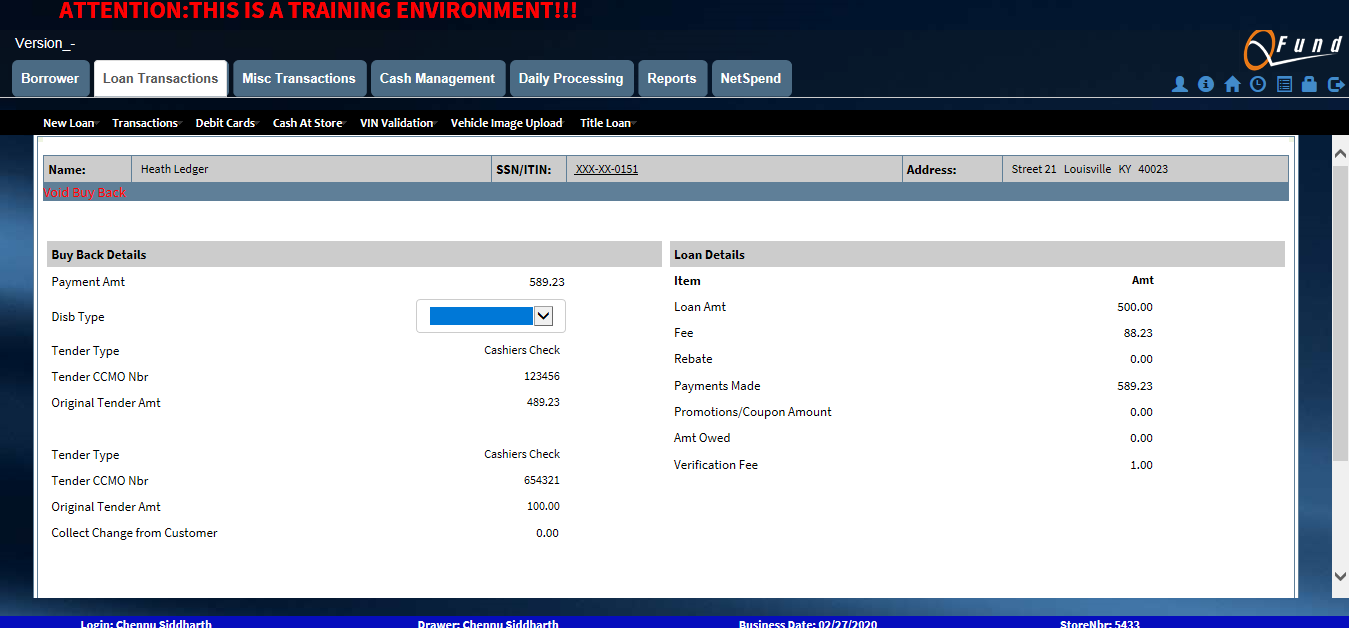 ATTENTION:THIS IS A TRAINING ENVIRONMENT!!!
Version_-
QFund
Borrower Loan Transactions Misc Transactions Cash Management Daily Processing Reports NetSpend
New Loan Transactions Debit Cards Cash At Store VIN Validation Vehicle Image Upload Title Loan
Name: Heath Ledger SSN/ITIN: XXX-XX-0151 Address: Street 21 Louisville KY 40023
Void Buy Back
Buy Back Details
Payment Amt 589.23
Disb Type
Tender Type Cashiers Check
Tender CCMO Nbr 123456
Original Tender Amt 489.23
Tender Type Cashiers Check
Tender CCMO Nbr 654321
Original Tender Amt 100.00
Collect Change from Customer 0.00
Loan Details
Item Amt
Loan Amt 500.00
Fee 88.23
Rebate 0.00
Payments Made 589.23
Promotions/Coupon Amount 0.00
Amt Owed 0.00
Verification Fee 1.00
Login: Chennu Siddharth Drawer: Chennu Siddharth Business Date: 02/27/2020 StoreNbr: 5433